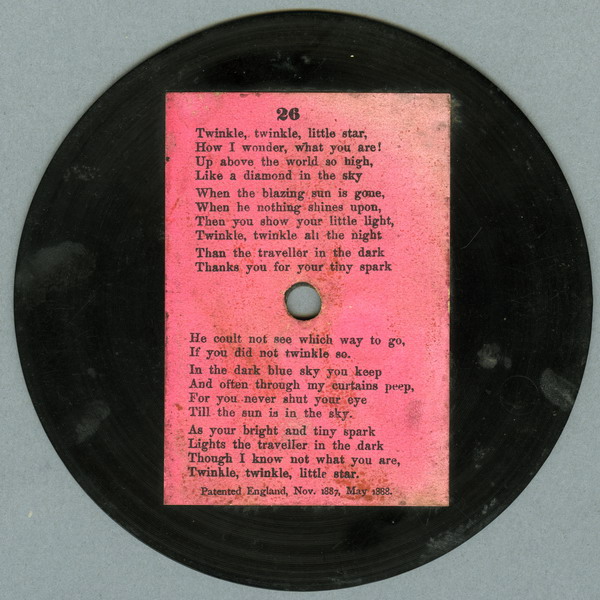 26
Twinkle, twinkle, little star,
How I wonder, what you are!
Up above the world so high,
Like a diamond in the sky
When the blazing sun is gone,
When he nothing shines upon,
Then you show your little light,
Twinkle, twinkle all the night
Than the traveller in the dark
Thanks you for your tiny spark
He coult not see which way to go,
If you did not twinkle so.
In the dark blue sky you keep
And often through my curtains peep,
For you never shut your eye
Till the sun is in the sky.
As your bright and tiny spark
Lights the traveller in the dark
Though I know not what you are,
Twinkle, twinkle, little star.
Patented England, Nov. 1887, May 1888.